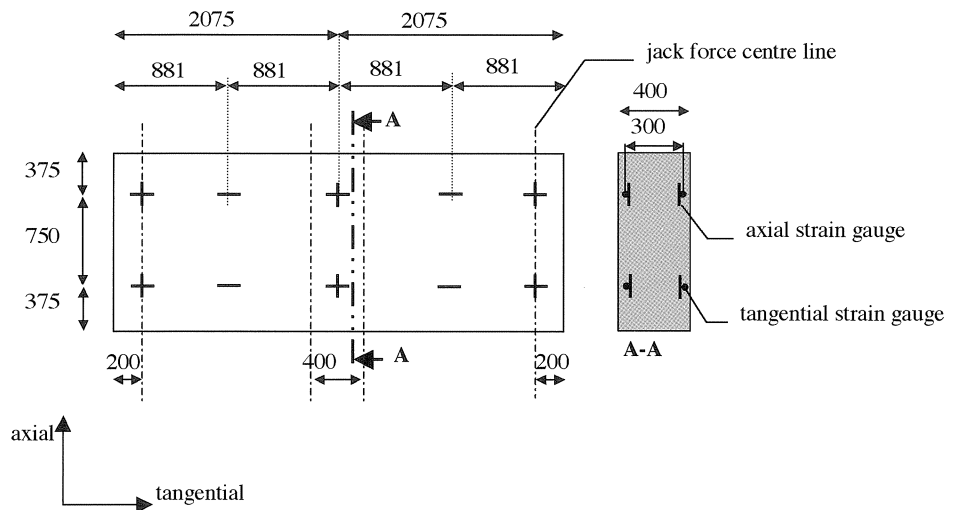 2075
2075
jack force centre line
881
881
881
881
400
300
A
375
axial strain gauge
750
375
tangential strain gauge
A
A-A
200
400
200
axial
tangential